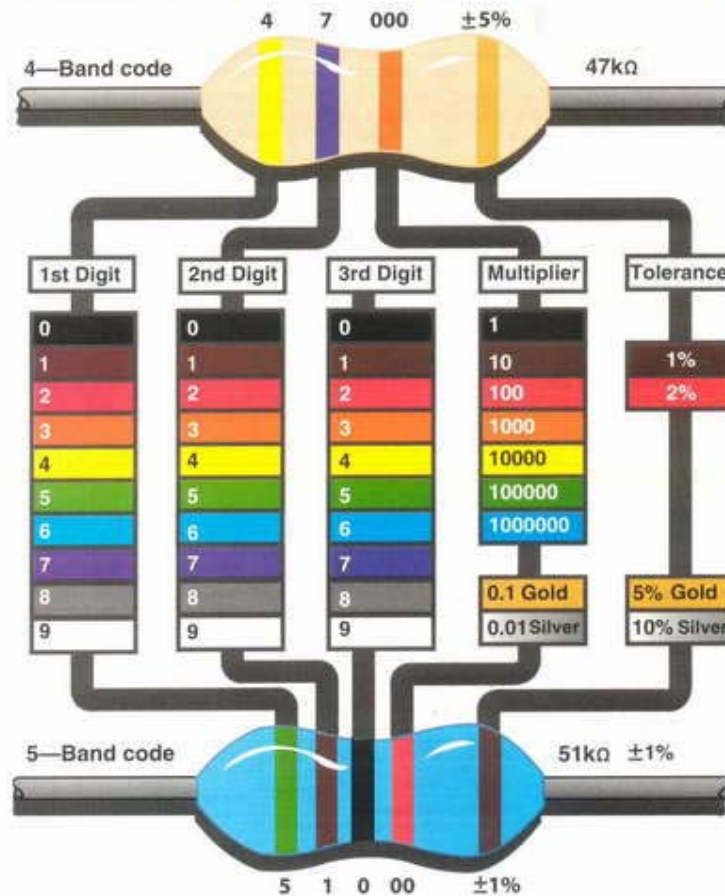 4 7 000 ±5%
4—Band code 47kΩ
1st Digit 2nd Digit 3rd Digit Multiplier Tolerance
0 0 0 1
1 1 1 10 1%
2 2 2 100 2%
3 3 3 1000
4 4 4 10000
5 5 5 100000
6 6 6 1000000
7 7 7
8 8 8 0.1 Gold 5% Gold
9 9 9 0.01 Silver 10% Silver
5—Band code 51kΩ ±1%
5 1 0 00 ±1%